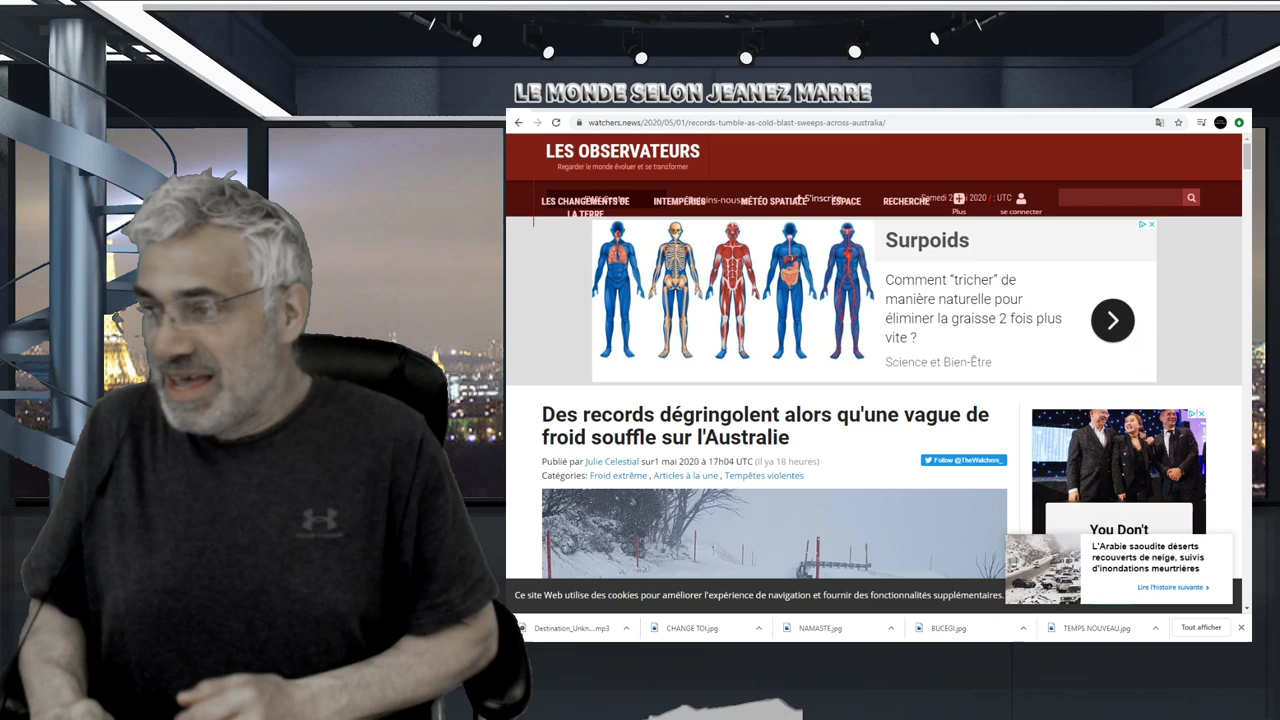 LE MONDE SELON JEANEZ MARRE
watchers.news/2020/05/01/records-tumble-as-cold-blast-sweeps-across-australia/
LES OBSERVATEURS
Regarder le monde évoluer et se transformer
LES CHANGEMENTS DE
LA TERRE
INTEMPÉRIES
MÉTÉO SPATIALE
S'inscrire
ESPACE
RECHERCHE
Samedi 2 : UTC
Plus
se connecter
Surpoids
Comment “tricher” de
manière naturelle pour
éliminer la graisse 2 fois plus
vite ?
Science et Bien-Être
Des records dégringolent alors qu'une vague de
froid souffle sur l'Australie
Publié par Julie Celestial sur1 mai 2020 à 17h04 UTC (Il ya 18 heures)
Follow @TheWatchers_
Catégories: Froid extrême , Articles à la une , Tempêtes violentes
You Don't
L'Arabie saoudite déserts
recouverts de neige, suivis
d'inondations meurtrières
Lire l'histoire suivante
Ce site Web utilise des cookies pour améliorer l'expérience de navigation et fournir des fonctionnalités supplémentaires.
Destination_Unkn....mp3
CHANGE TOI.jpg
NAMASTE.jpg
BUCEGI.jpg
TEMPS NOUVEAU.jpg
Tout afficher